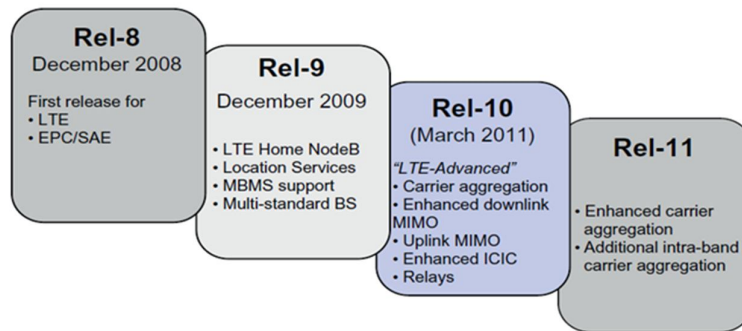 Rel-8
December 2008
First release for
• LTE
• EPC/SAE
Rel-9
December 2009
• LTE Home NodeB
• Location Services
• MBMS support
• Multi-standard BS
Rel-10
(March 2011)
“LTE-Advanced”
• Carrier aggregation
• Enhanced downlink
MIMO
• Uplink MIMO
• Enhanced ICIC
• Relays
Rel-11
• Enhanced carrier
aggregation
• Additional intra-band
carrier aggregation